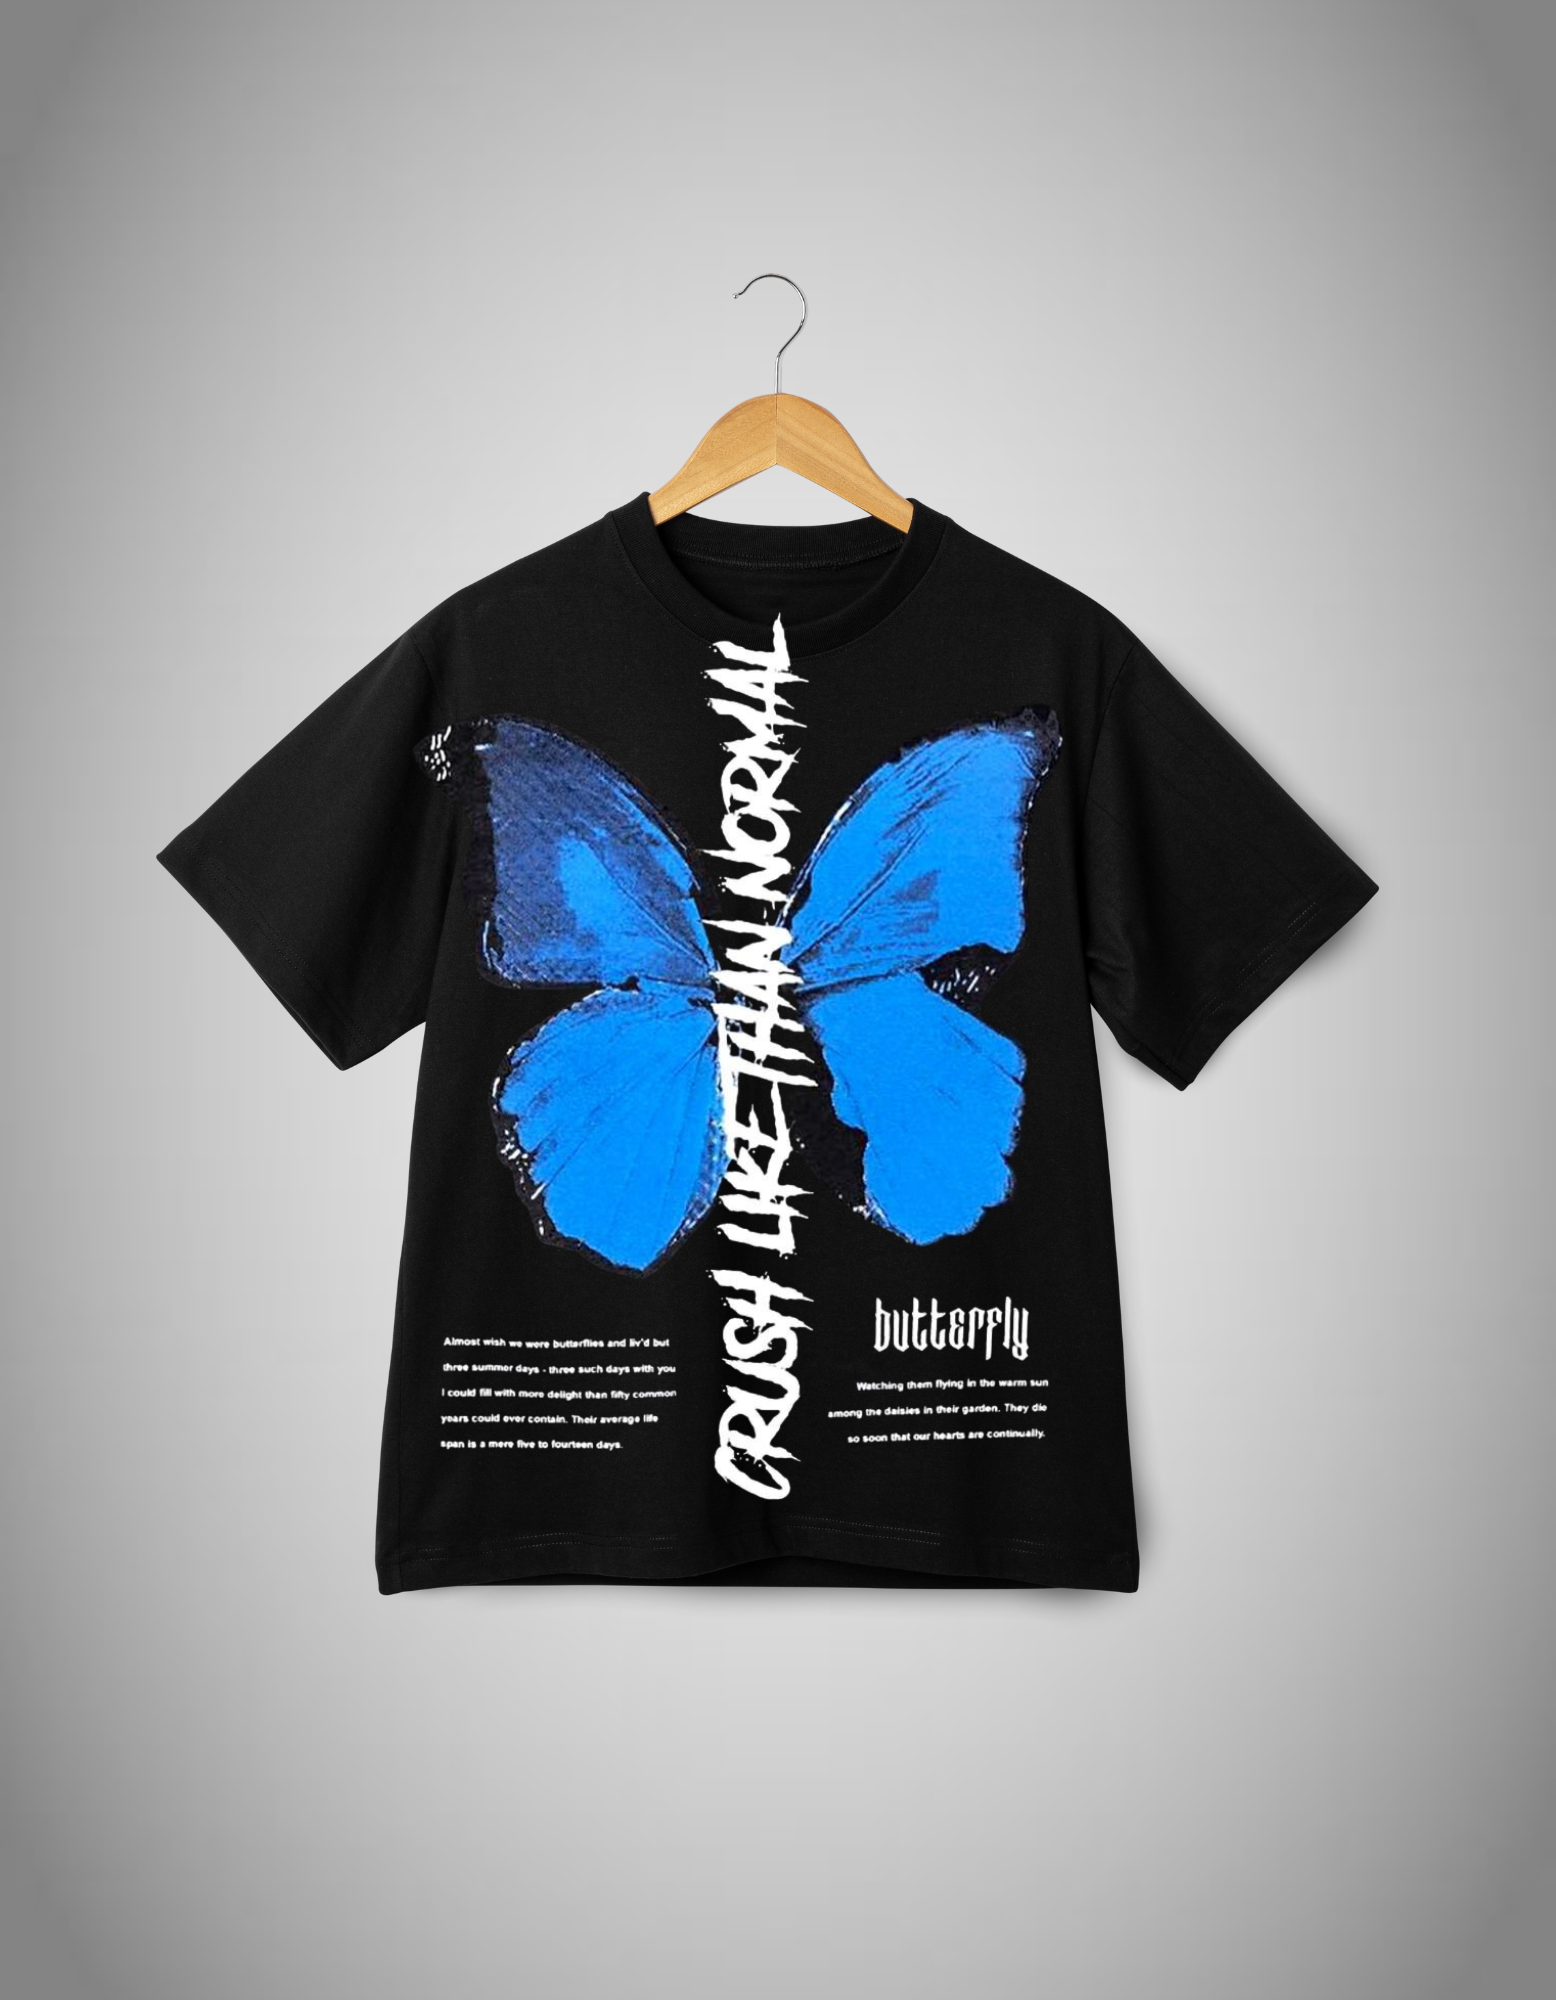 CRUSH LIKE THAN NORMAL
Almost wish we were butterflies and liv'd but
three summer days - three such days with you
I could fill with more delight than fifty common
years could ever contain. Their average life
span is a mere five to fourteen days.
butterfly
Watching them flying in the warm sun
among the daisies in their garden. They die
so soon that our hearts are continually.